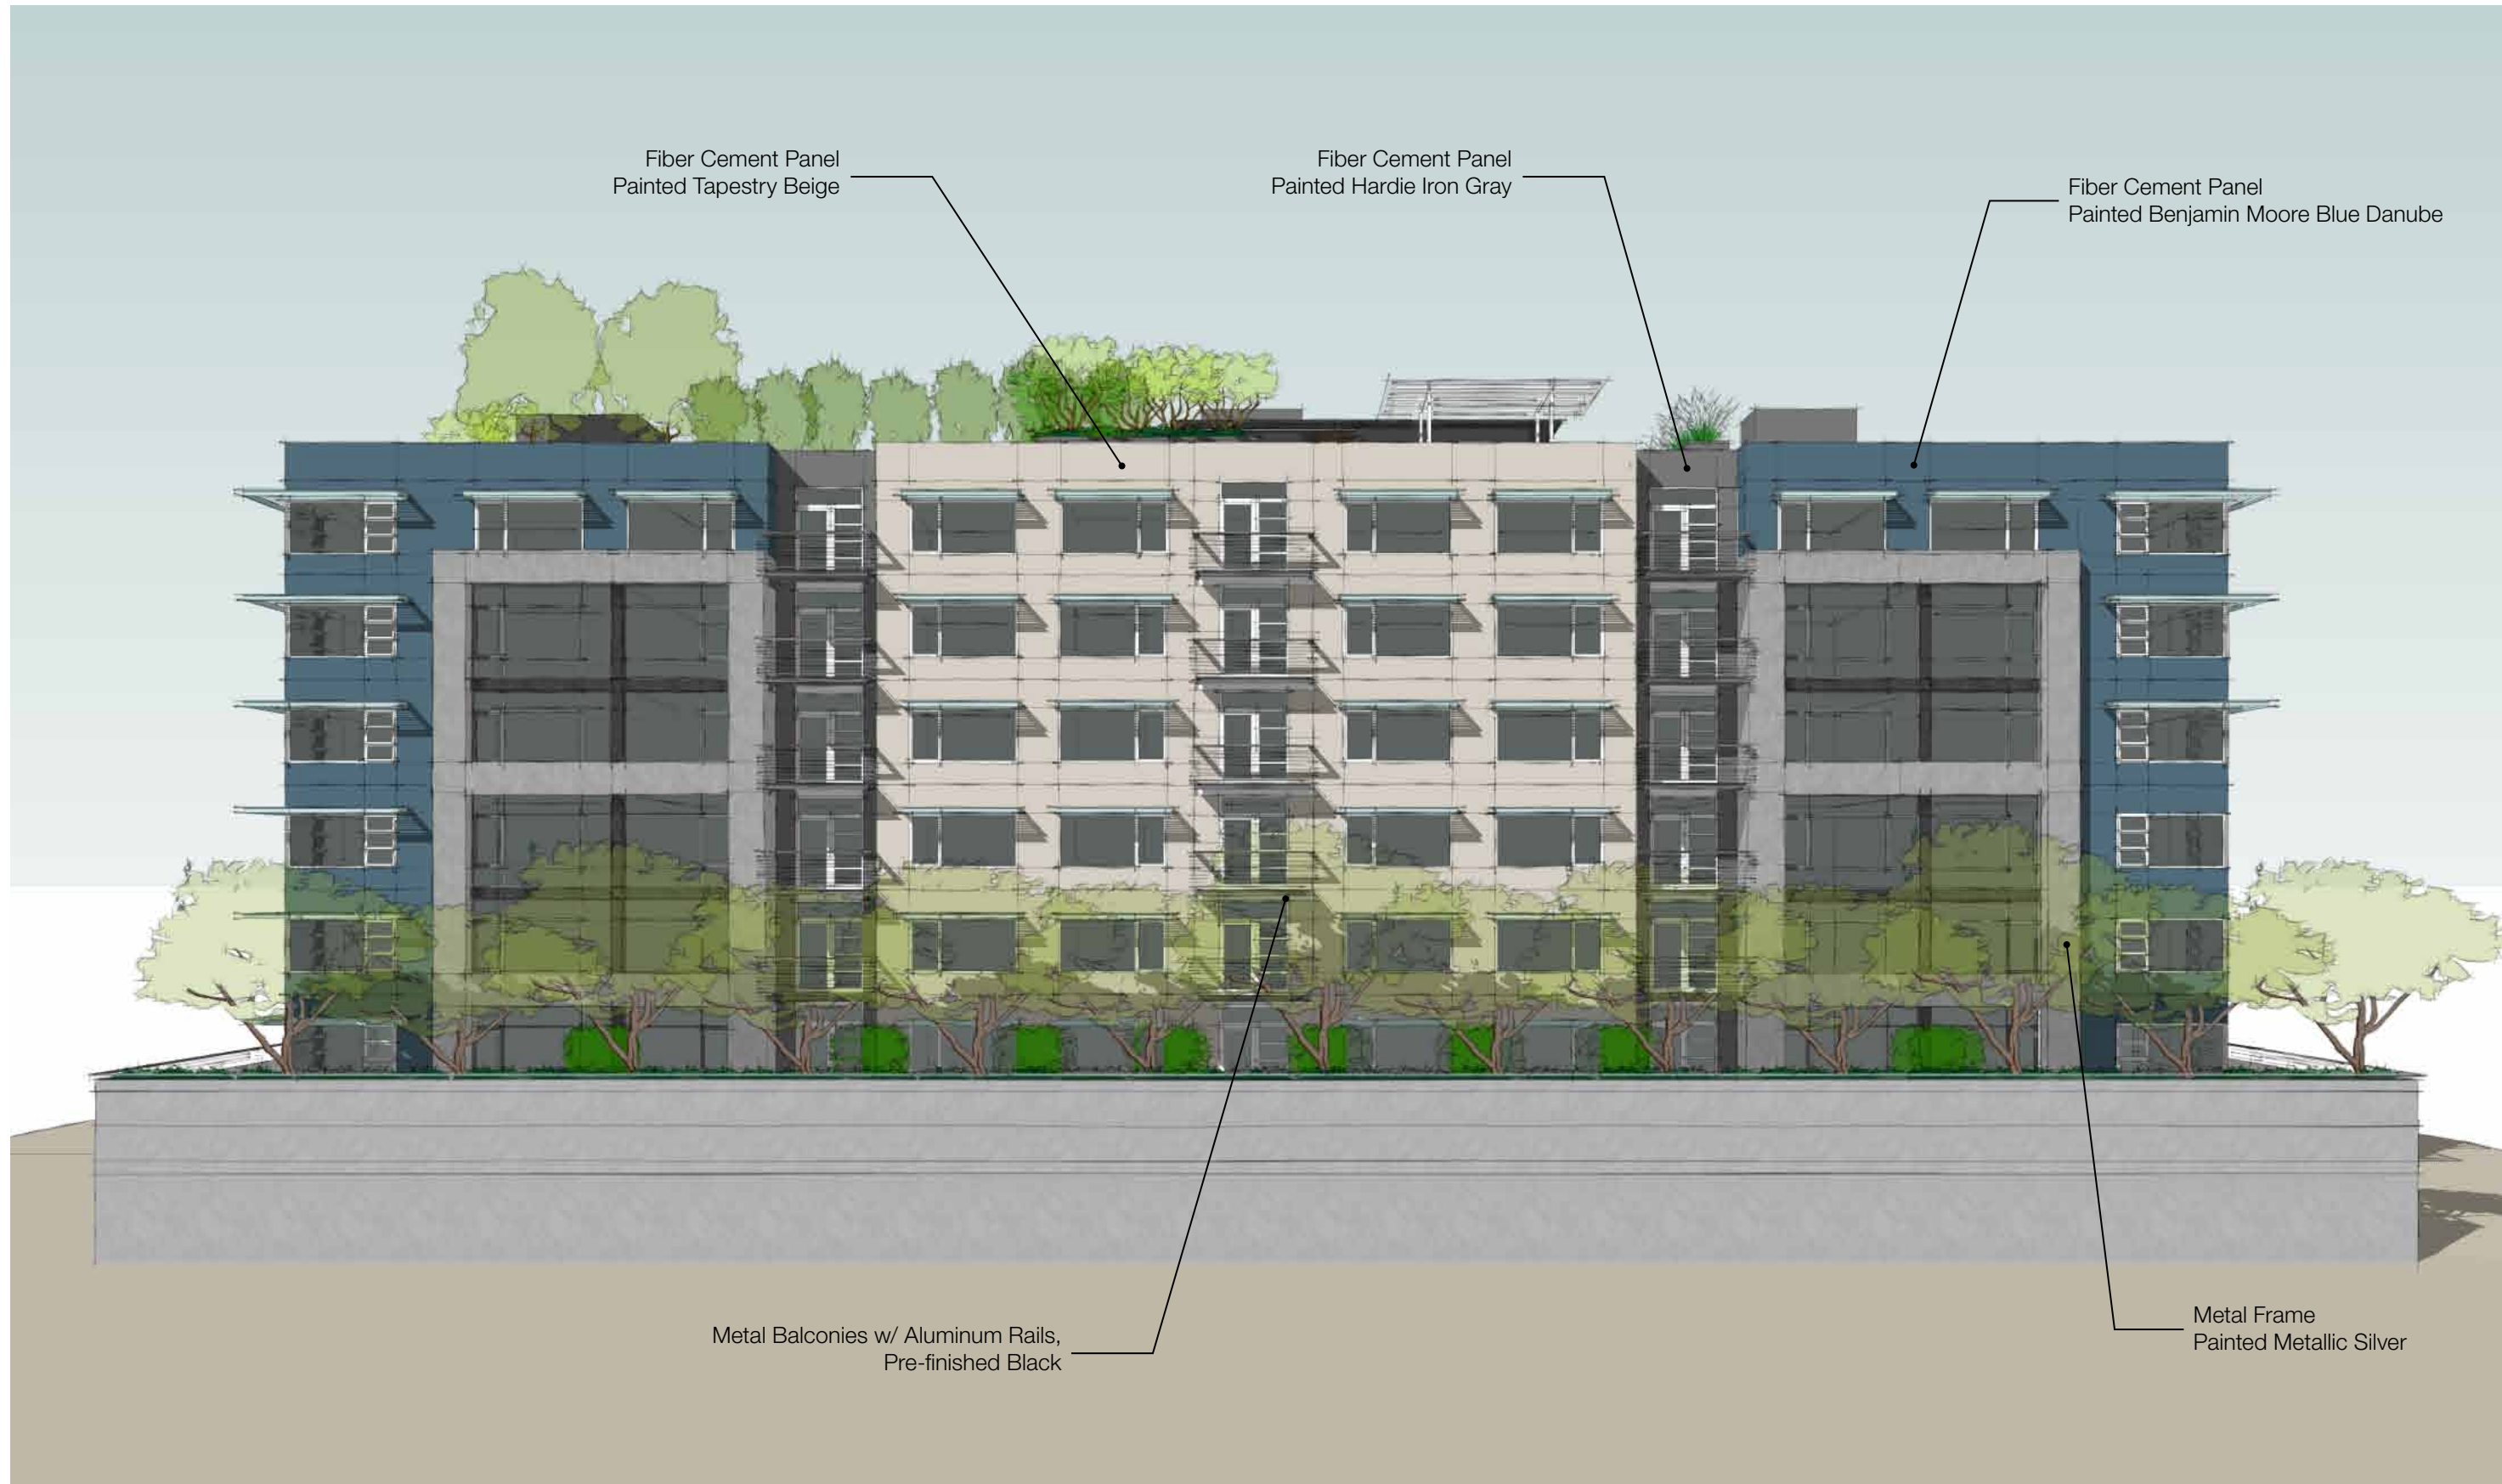 Fiber Cement Panel
Painted Tapestry Beige
Fiber Cement Panel
Painted Hardie Iron Gray
Fiber Cement Panel
Painted Benjamin Moore Blue Danube
Metal Balconies w/ Aluminum Rails,
Pre-finished Black
Metal Frame
Painted Metallic Silver